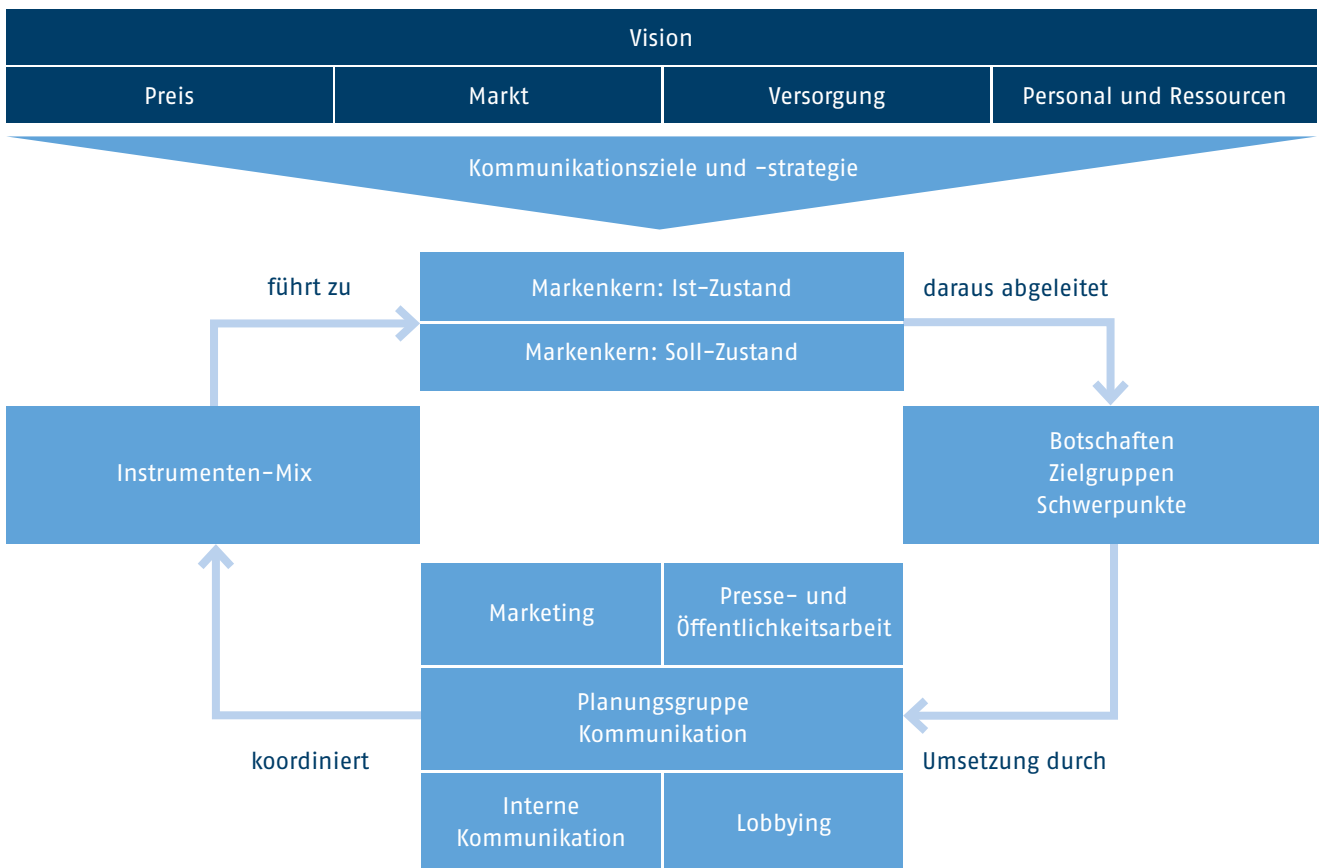 Vision
Preis
Markt
Versorgung
Personal und Ressourcen
Kommunikationsziele und -strategie
führt zu
Markenkern: Ist-Zustand
daraus abgeleitet
Markenkern: Soll-Zustand
Instrumenten-Mix
Botschaften
Zielgruppen
Schwerpunkte
Marketing
Presse- und
Öffentlichkeitsarbeit
Planungsgruppe
Kommunikation
koordiniert
Umsetzung durch
Interne
Kommunikation
Lobbying